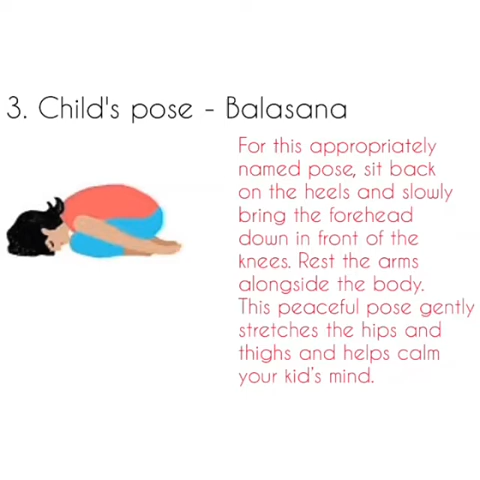 3. Child's pose - Balasana
For this appropriately
named pose, sit back
on the heels and slowly
bring the forehead
down in front of the
knees. Rest the arms
alongside the body.
This peaceful pose gently
stretches the hips and
thighs and helps calm
your kid's mind.